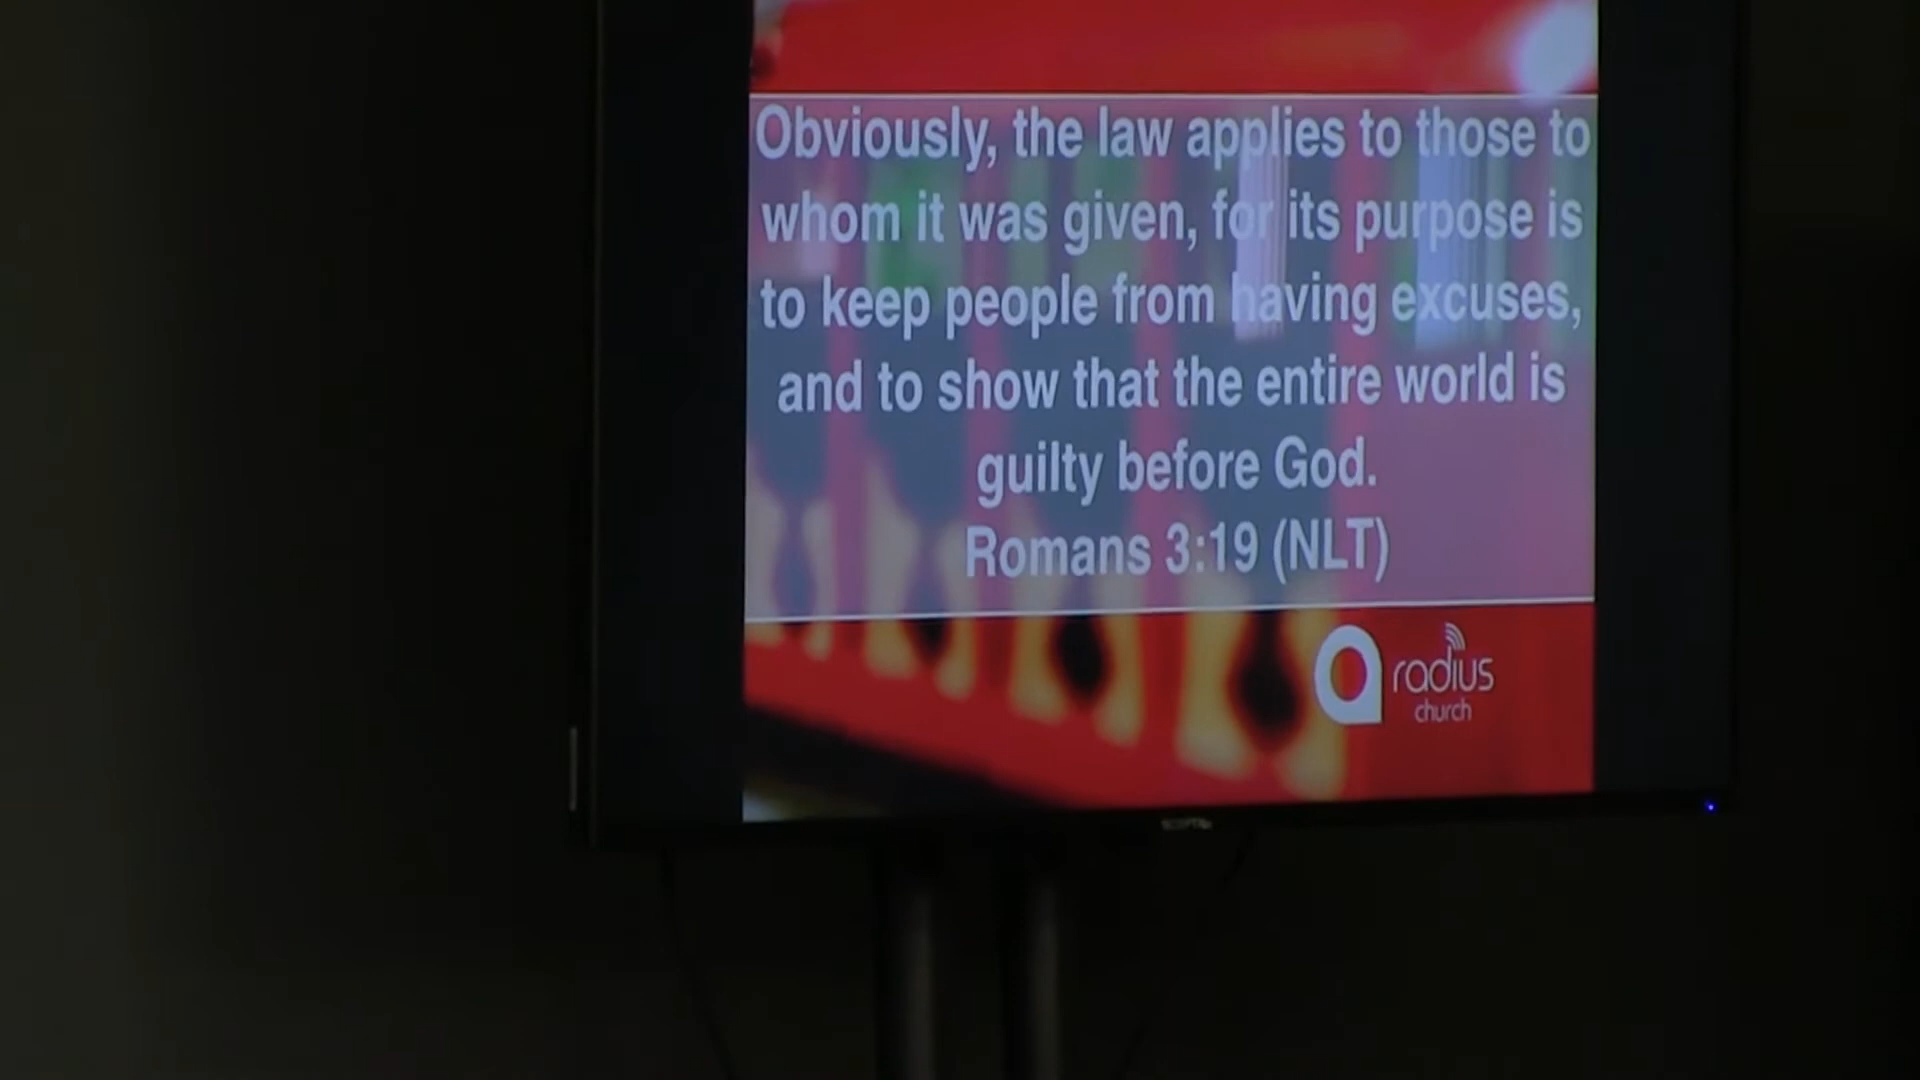 Obviously, the law applies to those to
whom it was given, for its purpose is
to keep people from having excuses,
and to show that the entire world is
guilty before God.
Romans 3:19 (NLT)
radius
church